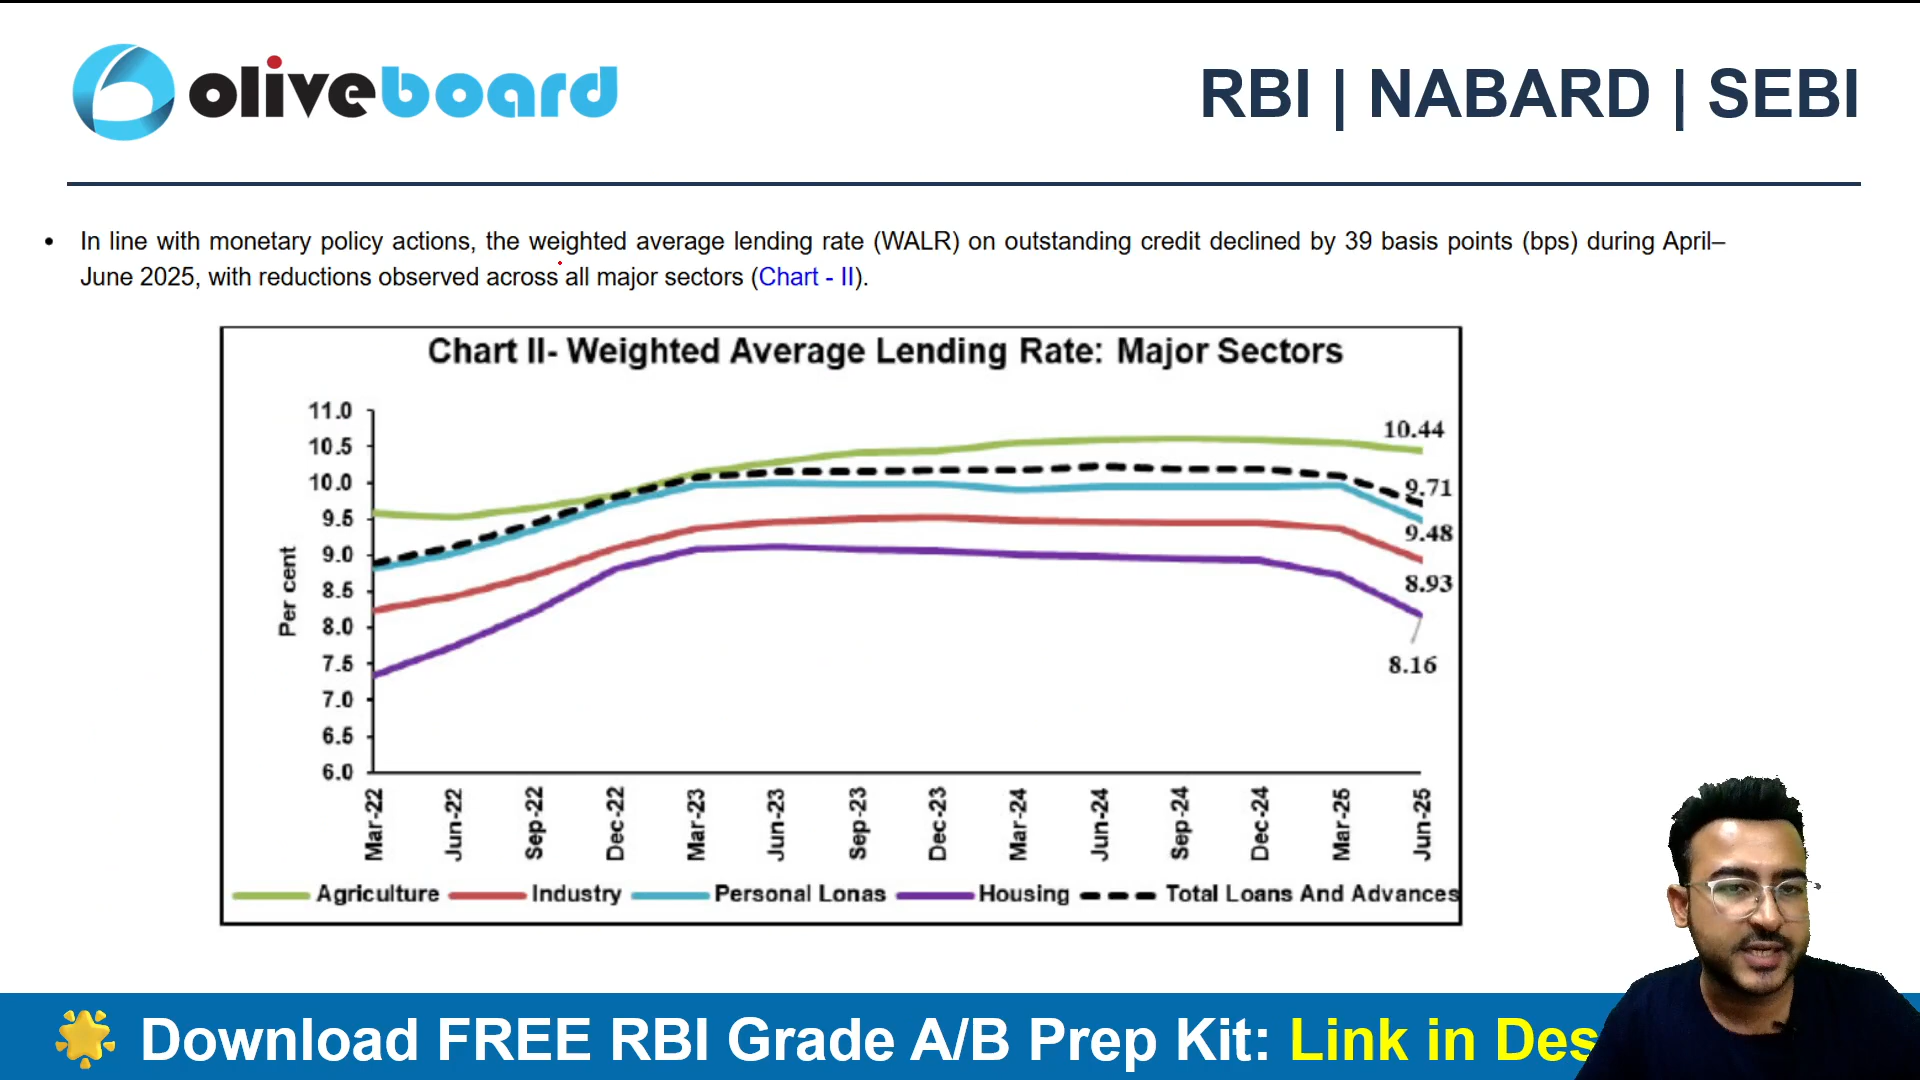 oliveboard
RBI | NABARD | SEBI
• In line with monetary policy actions, the weighted average lending rate (WALR) on outstanding credit declined by 39 basis points (bps) during April–
June 2025, with reductions observed across all major sectors (Chart - II).
Chart II- Weighted Average Lending Rate: Major Sectors
Per cent
11.0
10.5
10.0
9.5
9.0
8.5
8.0
7.5
7.0
6.5
6.0
10.44
9.71
9.48
8.93
8.16
Mar-22 Jun-22 Sep-22 Dec-22 Mar-23 Jun-23 Sep-23 Dec-23 Mar-24 Jun-24 Sep-24 Dec-24 Mar-25 Jun-25
Agriculture Industry Personal Lonas Housing Total Loans And Advances
Download FREE RBI Grade A/B Prep Kit: Link in Des